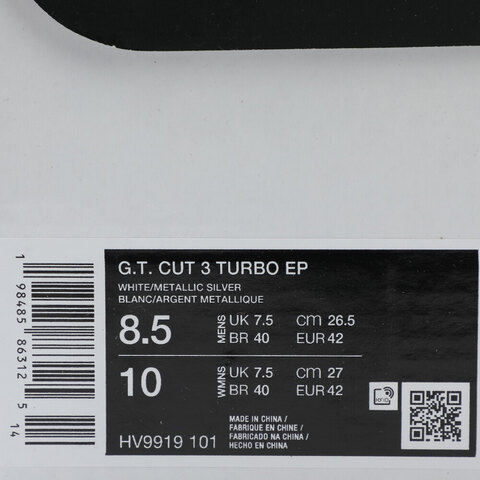 G.T. CUT 3 TURBO EP
WHITE/METALLIC SILVER
BLANC/ARGENT METALLIQUE
8.5 MENS UK 7.5 cm 26.5
BR 40 EUR 42
10 WMNS UK 7.5 cm 27
BR 40 EUR 42
HV9919 101
MADE IN CHINA /
FABRIQUE EN CHINE /
FABRICADO NA CHINA /
HECHO EN CHINA
1 98485 86312 5 14